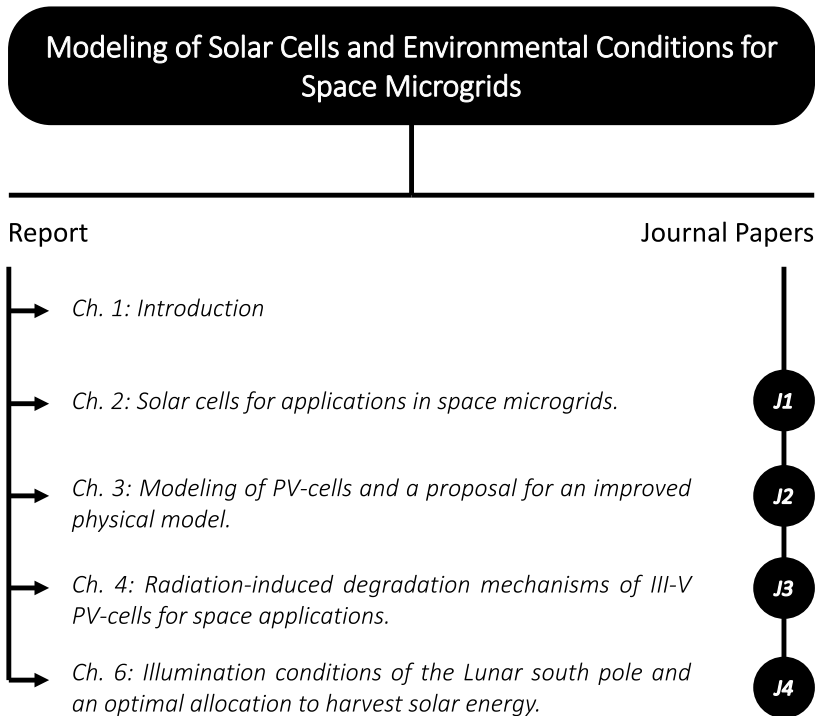 Modeling of Solar Cells and Environmental Conditions for
Space Microgrids
Report
Journal Papers
Ch. 1: Introduction
Ch. 2: Solar cells for applications in space microgrids.
J1
Ch. 3: Modeling of PV-cells and a proposal for an improved
physical model.
J2
Ch. 4: Radiation-induced degradation mechanisms of III-V
PV-cells for space applications.
J3
Ch. 6: Illumination conditions of the Lunar south pole and
an optimal allocation to harvest solar energy.
J4